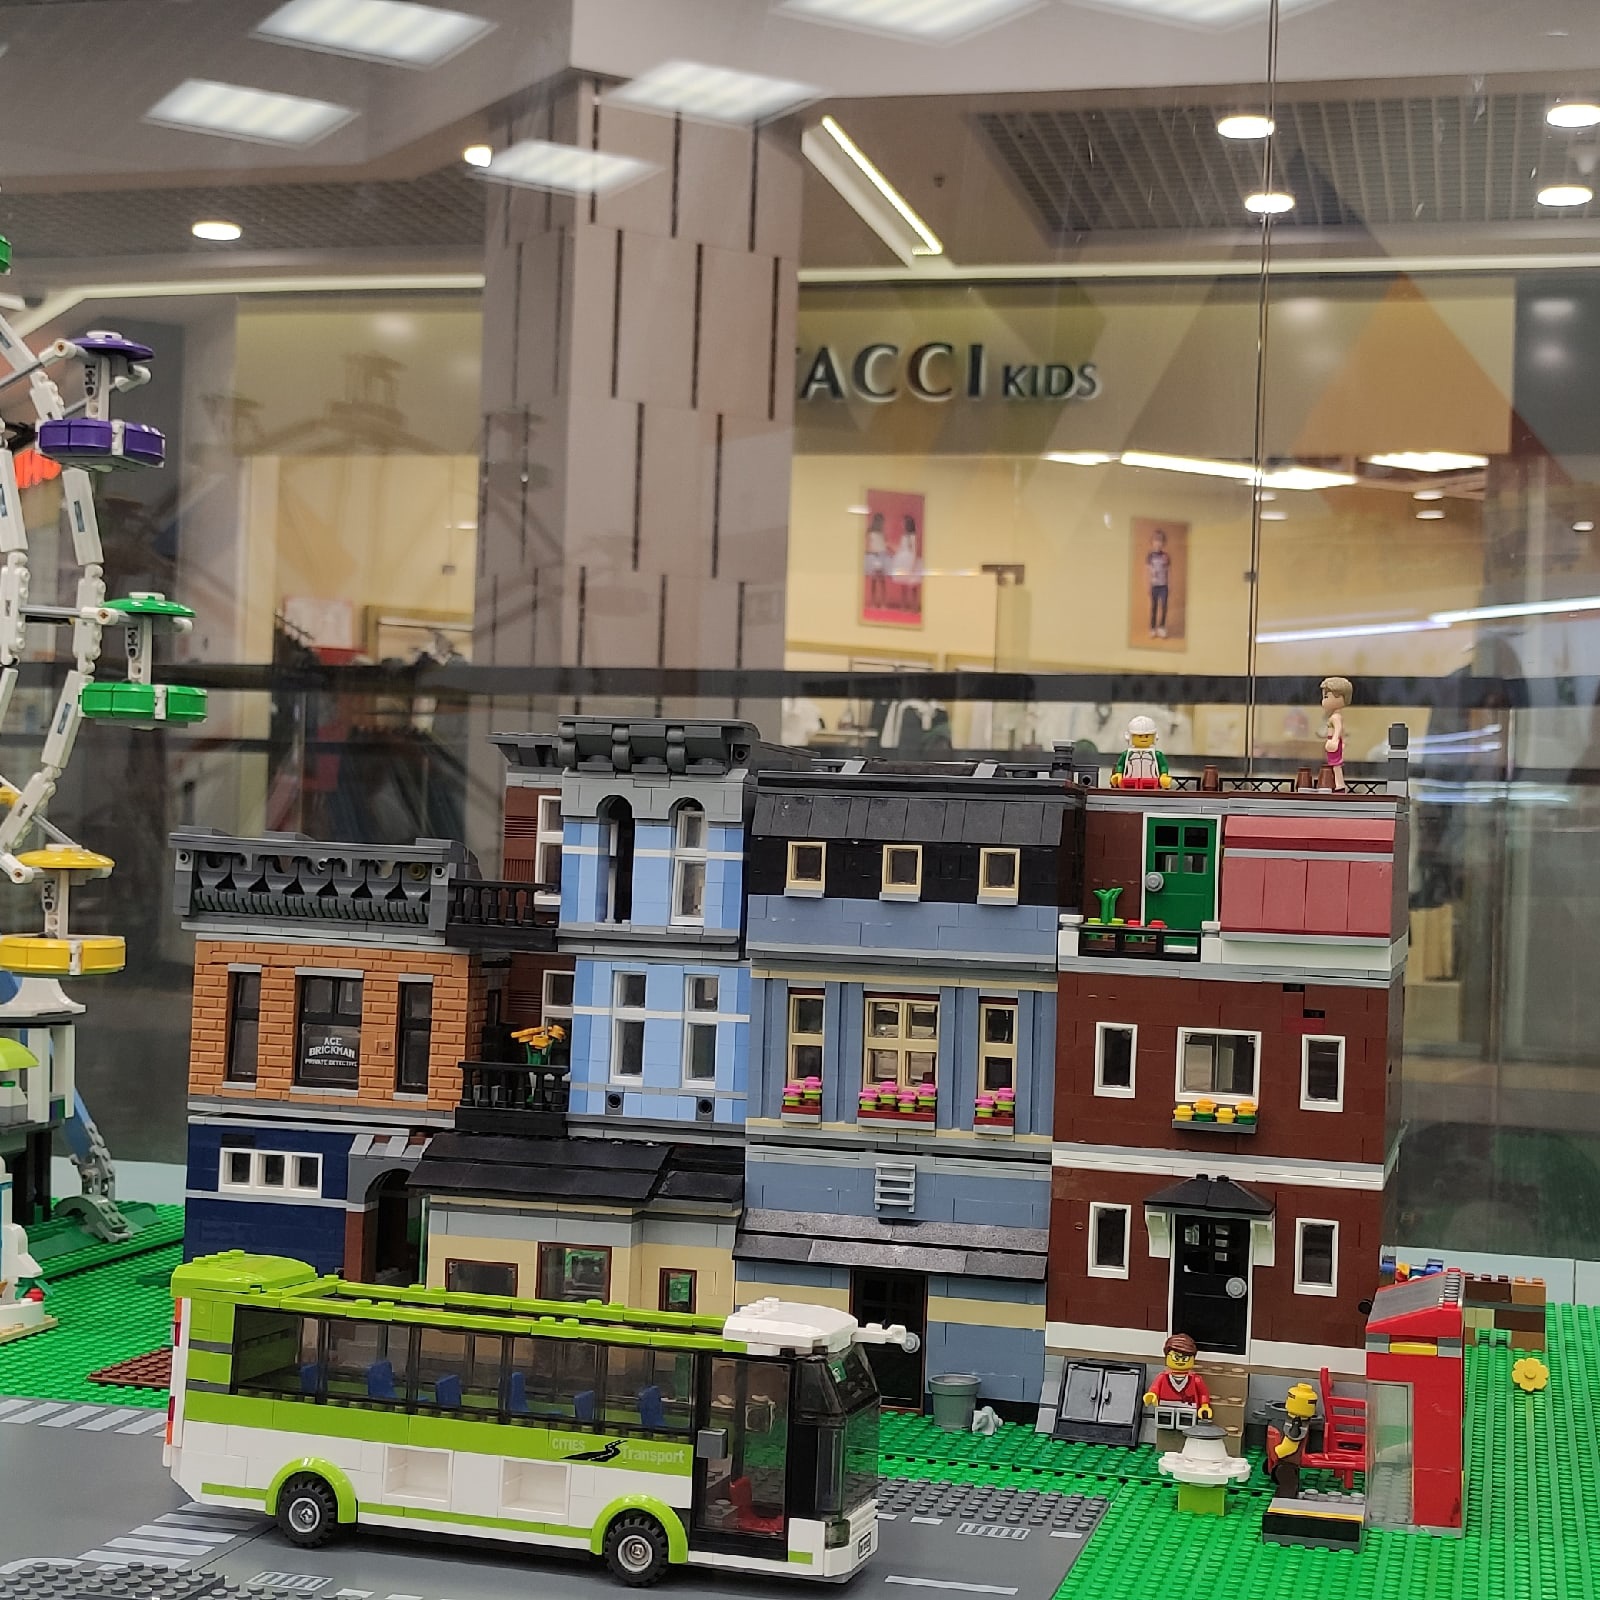 ACCI KIDS
ACE
BRICKMAN
PRIVATE DETECTIVE
CITIES
Transport